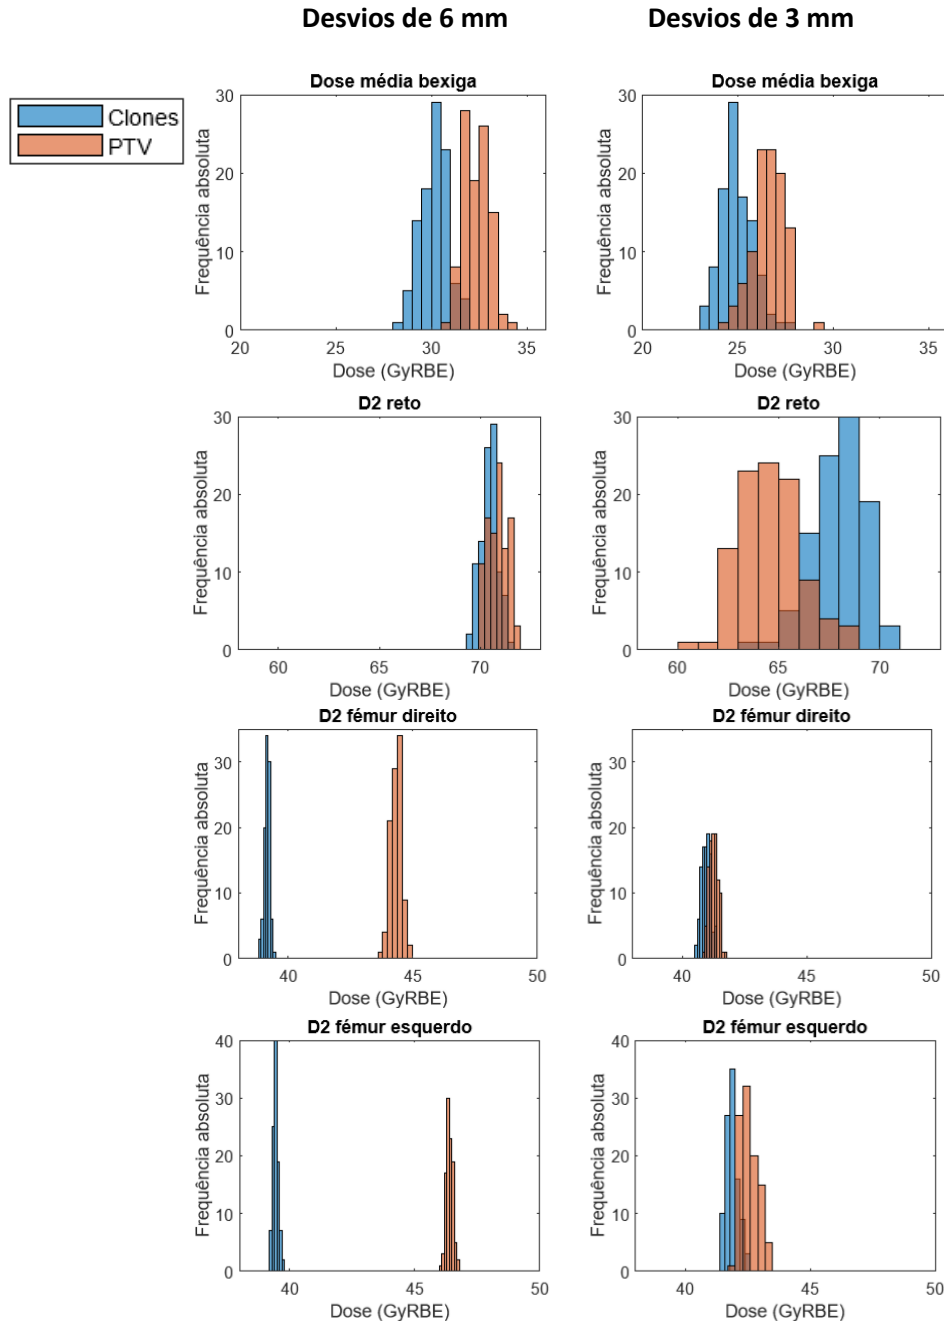 Desvios de 6 mm Desvios de 3 mm
Clones
PTV
Dose média bexiga
Frequência absoluta
30
20
10
0
20 25 30 35
Dose (GyRBE)
Dose média bexiga
Frequência absoluta
30
20
10
0
20 25 30 35
Dose (GyRBE)
D2 reto
Frequência absoluta
30
20
10
0
60 65 70
Dose (GyRBE)
D2 reto
Frequência absoluta
30
20
10
0
60 65 70
Dose (GyRBE)
D2 fémur direito
Frequência absoluta
30
20
10
0
40 45 50
Dose (GyRBE)
D2 fémur direito
Frequência absoluta
30
20
10
0
40 45 50
Dose (GyRBE)
D2 fémur esquerdo
Frequência absoluta
40
30
20
10
0
40 45 50
Dose (GyRBE)
D2 fémur esquerdo
Frequência absoluta
40
30
20
10
0
40 45 50
Dose (GyRBE)